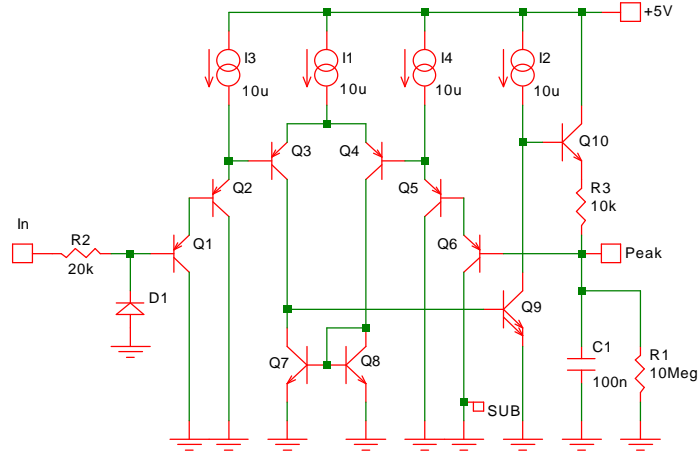 +5V
I3
10u
I1
10u
I4
10u
I2
10u
Q10
Q3
Q4
Q2
Q5
R3
10k
In
R2
20k
Q1
Q6
Peak
D1
Q9
C1
100n
R1
10Meg
Q7
Q8
SUB